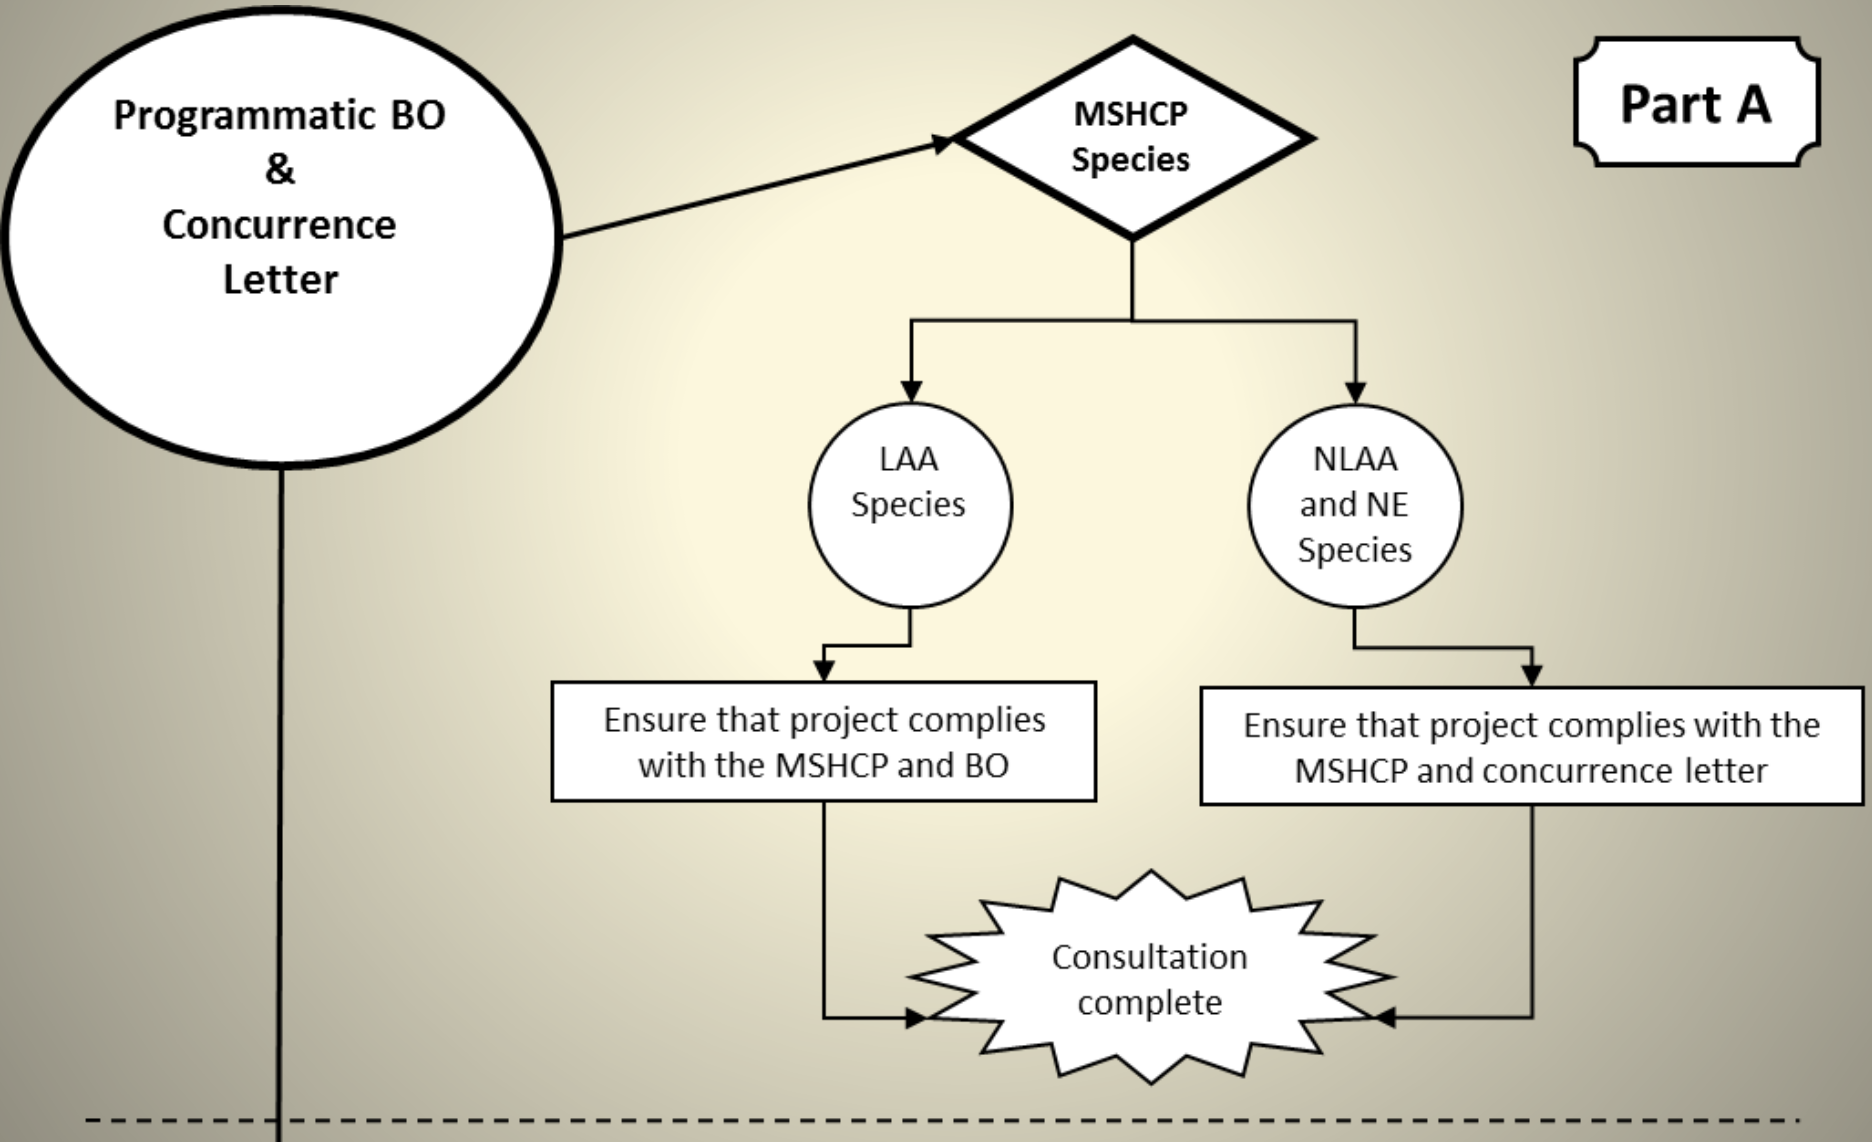 Programmatic BO
&
Concurrence
Letter
MSHCP
Species
Part A
LAA
Species
NLAA
and NE
Species
Ensure that project complies
with the MSHCP and BO
Ensure that project complies with the
MSHCP and concurrence letter
Consultation
complete